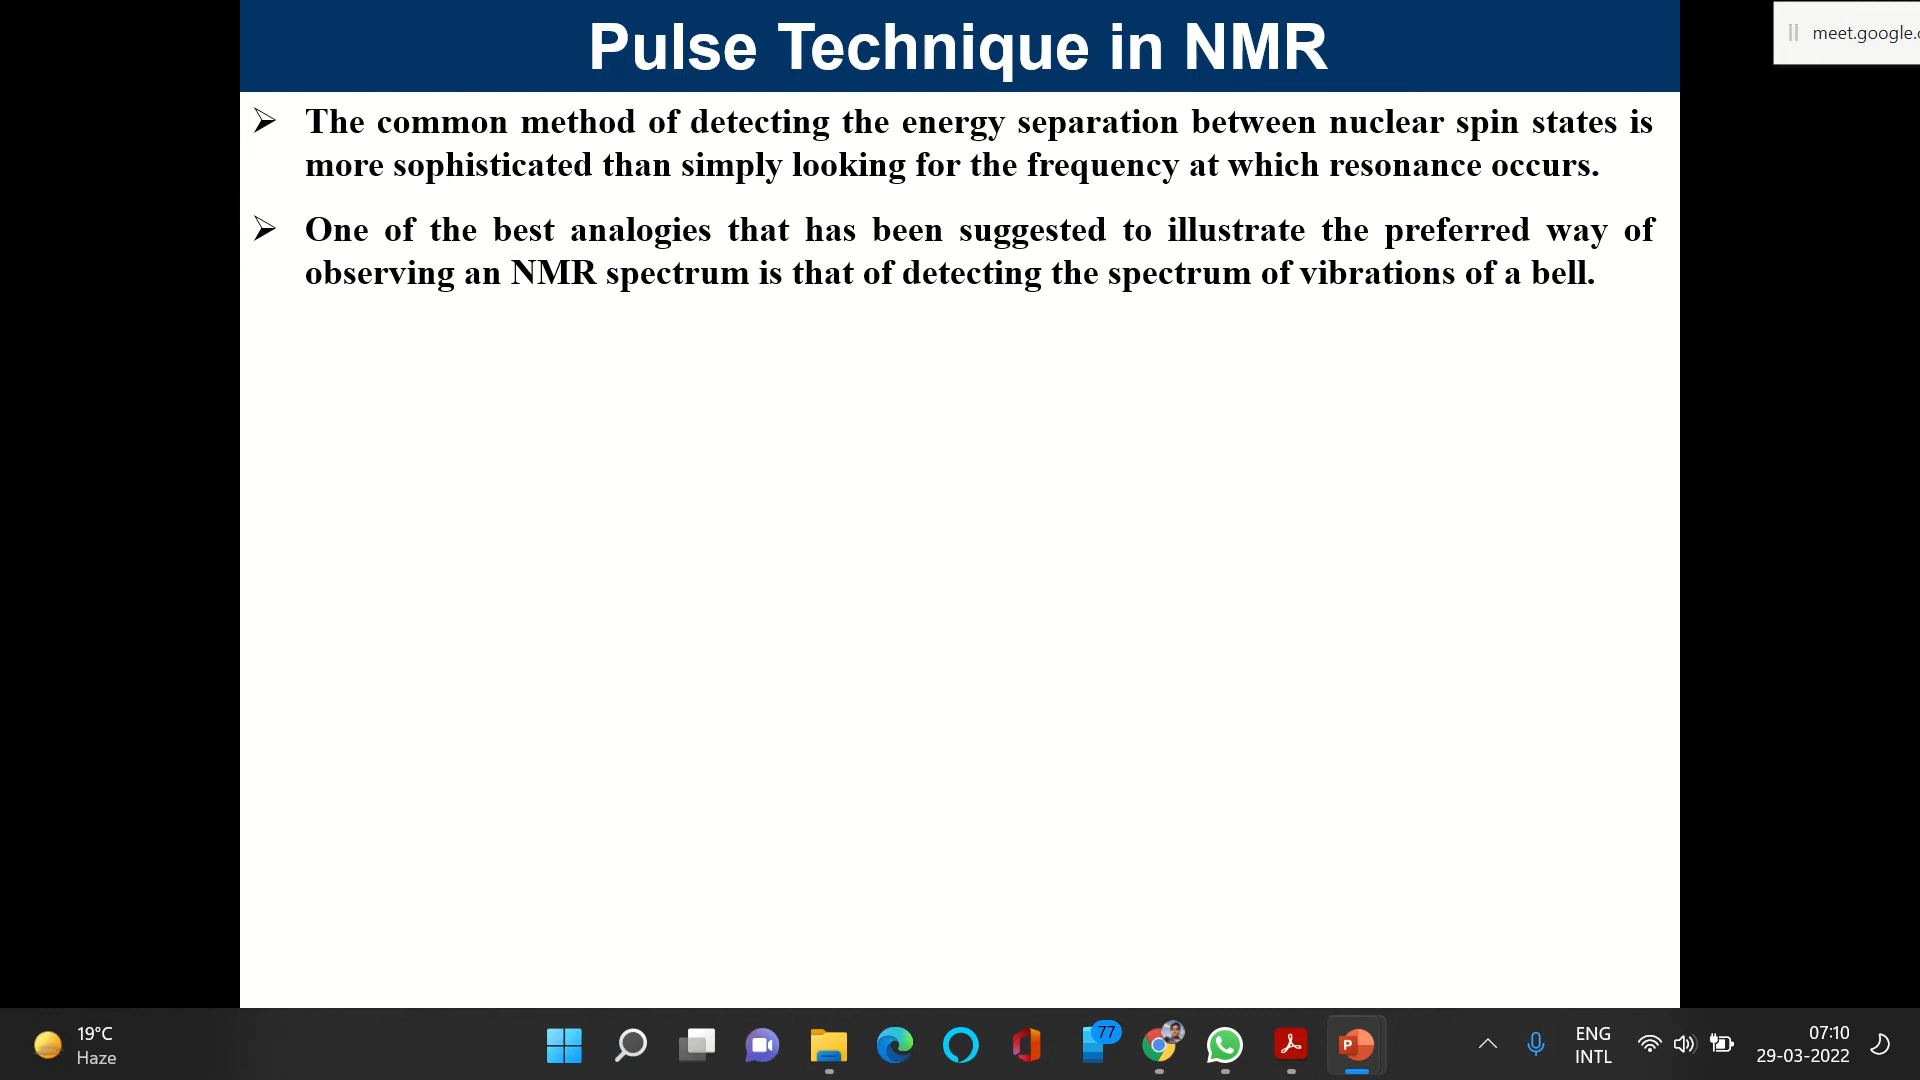 Pulse Technique in NMR
meet.google.c
➢ The common method of detecting the energy separation between nuclear spin states is
more sophisticated than simply looking for the frequency at which resonance occurs.
➢ One of the best analogies that has been suggested to illustrate the preferred way of
observing an NMR spectrum is that of detecting the spectrum of vibrations of a bell.
19°C
Haze
77
P
ENG
INTL
07:10
29-03-2022